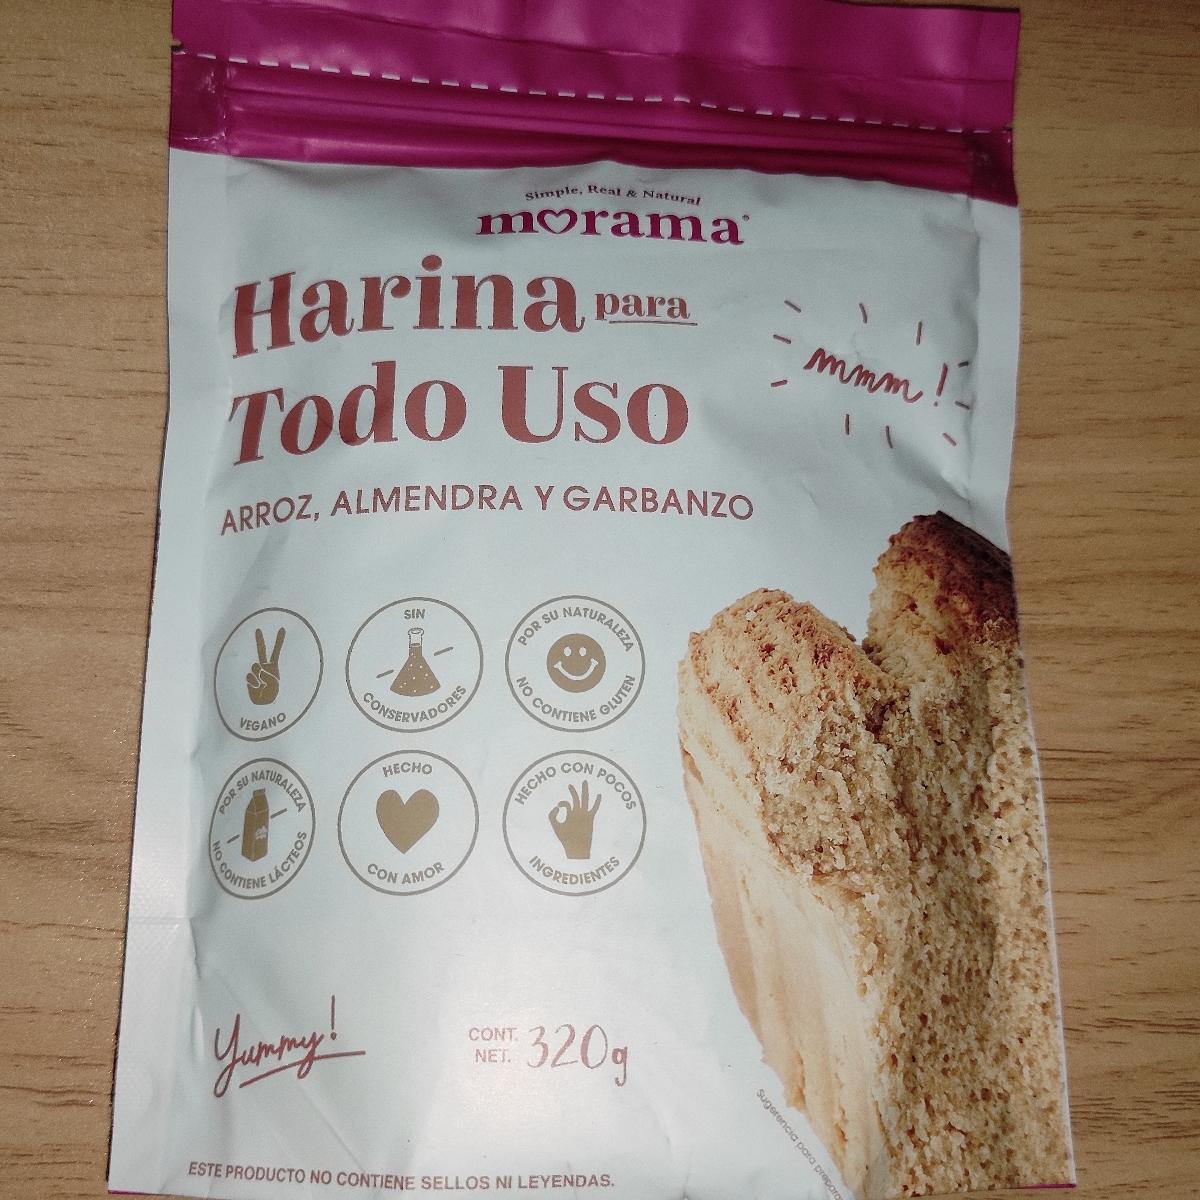 Simple, Real & Natural
morama
Harina para
Todo Uso
mmm!
ARROZ, ALMENDRA Y GARBANZO
VEGANO
SIN
CONSERVADORES
POR SU NATURALEZA
NO CONTIENE GLUTEN
POR SU NATURALEZA
NO CONTIENE LÁCTEOS
HECHO
CON AMOR
HECHO CON POCOS
INGREDIENTES
Yummy!
CONT.
NET. 320g
Sugerencia para
ESTE PRODUCTO NO CONTIENE SELLOS NI LEYENDAS.